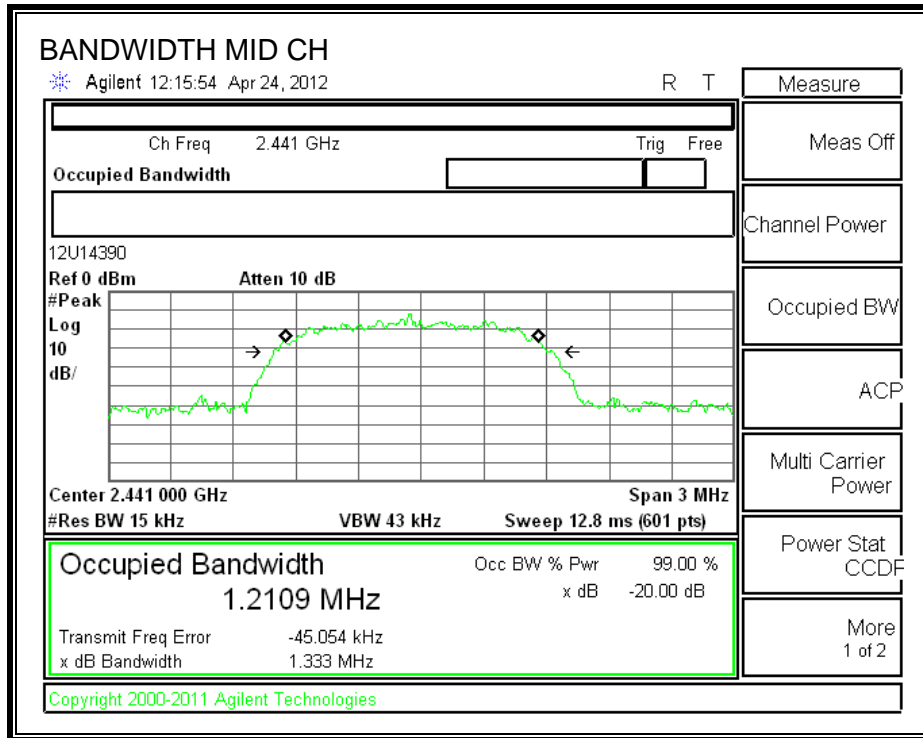 BANDWIDTH MID CH
Agilent 12:15:54 Apr 24, 2012 R T
Measure
Ch Freq 2.441 GHz Trig Free
Meas Off
Occupied Bandwidth
Channel Power
12U14390
Ref 0 dBm Atten 10 dB
#Peak
Log
10
dB/
Occupied BW
ACP
Multi Carrier
Power
Center 2.441 000 GHz Span 3 MHz
#Res BW 15 kHz VBW 43 kHz Sweep 12.8 ms (601 pts)
Power Stat
CCDF
Occupied Bandwidth Occ BW % Pwr 99.00 %
1.2109 MHz x dB -20.00 dB
Transmit Freq Error -45.054 kHz
x dB Bandwidth 1.333 MHz
More
1 of 2
Copyright 2000-2011 Agilent Technologies